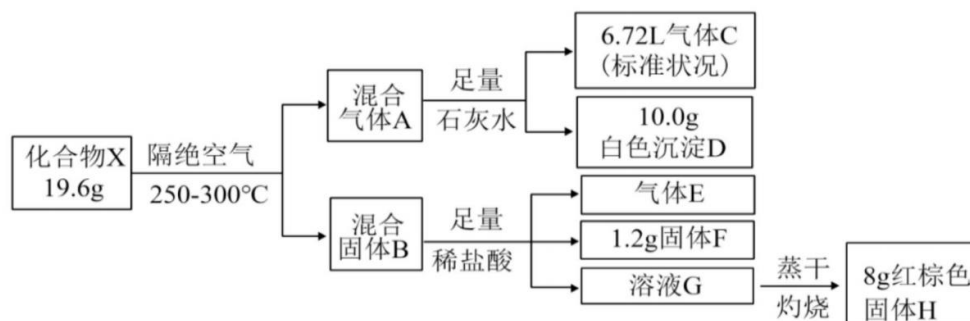 化合物X
19.6g
隔绝空气
250-300℃
混合
气体A
足量
石灰水
6.72L气体C
(标准状况)
10.0g
白色沉淀D
混合
固体B
足量
稀盐酸
气体E
1.2g固体F
溶液G
蒸干
灼烧
8g红棕色
固体H